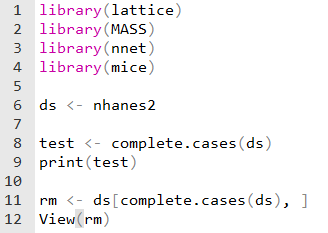 1 library(lattice)
2 library(MASS)
3 library(nnet)
4 library(mice)
5
6 ds <- nhanes2
7
8 test <- complete.cases(ds)
9 print(test)
10
11 rm <- ds[complete.cases(ds), ]
12 View(rm)